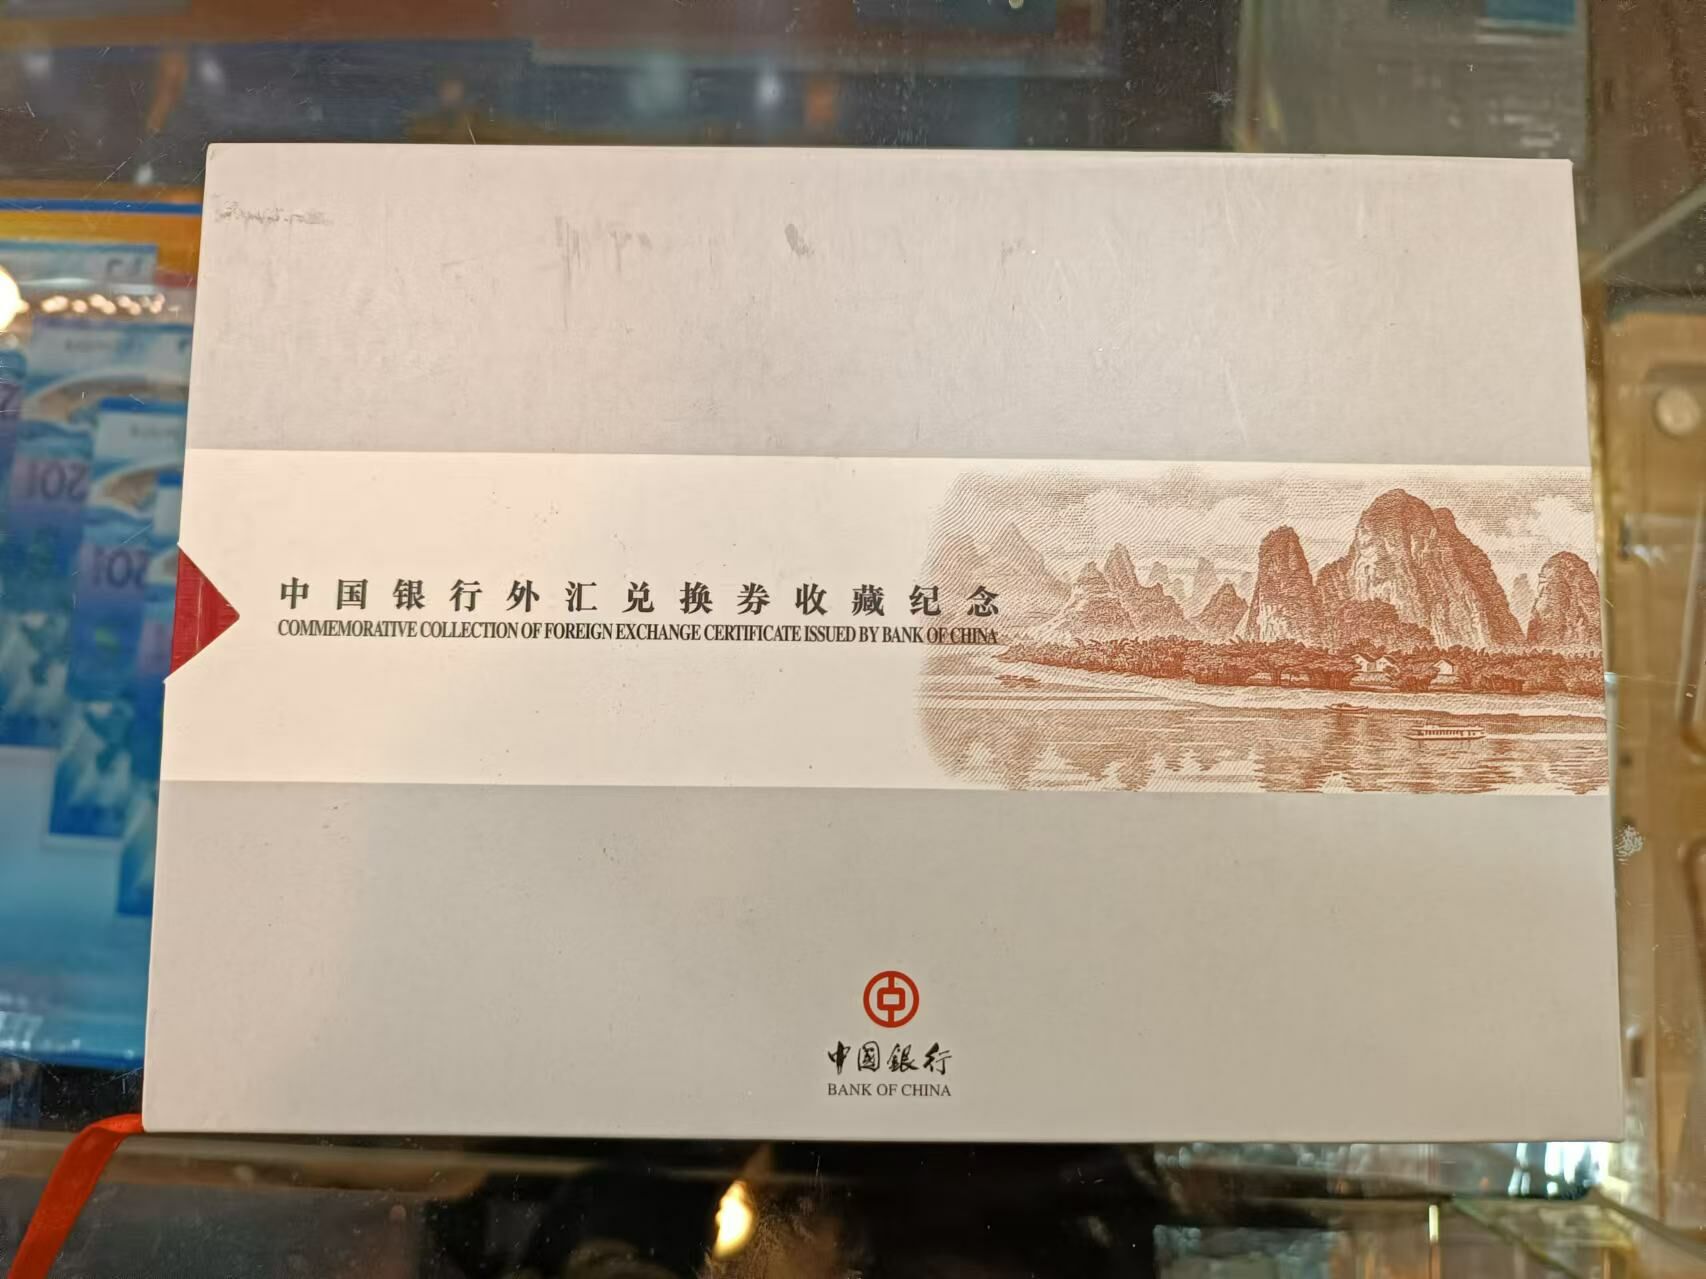 中国银行外汇兑换券收藏纪念
COMMEMORATIVE COLLECTION OF FOREIGN EXCHANGE CERTIFICATE ISSUED BY BANK OF CHINA
中国銀行
BANK OF CHINA